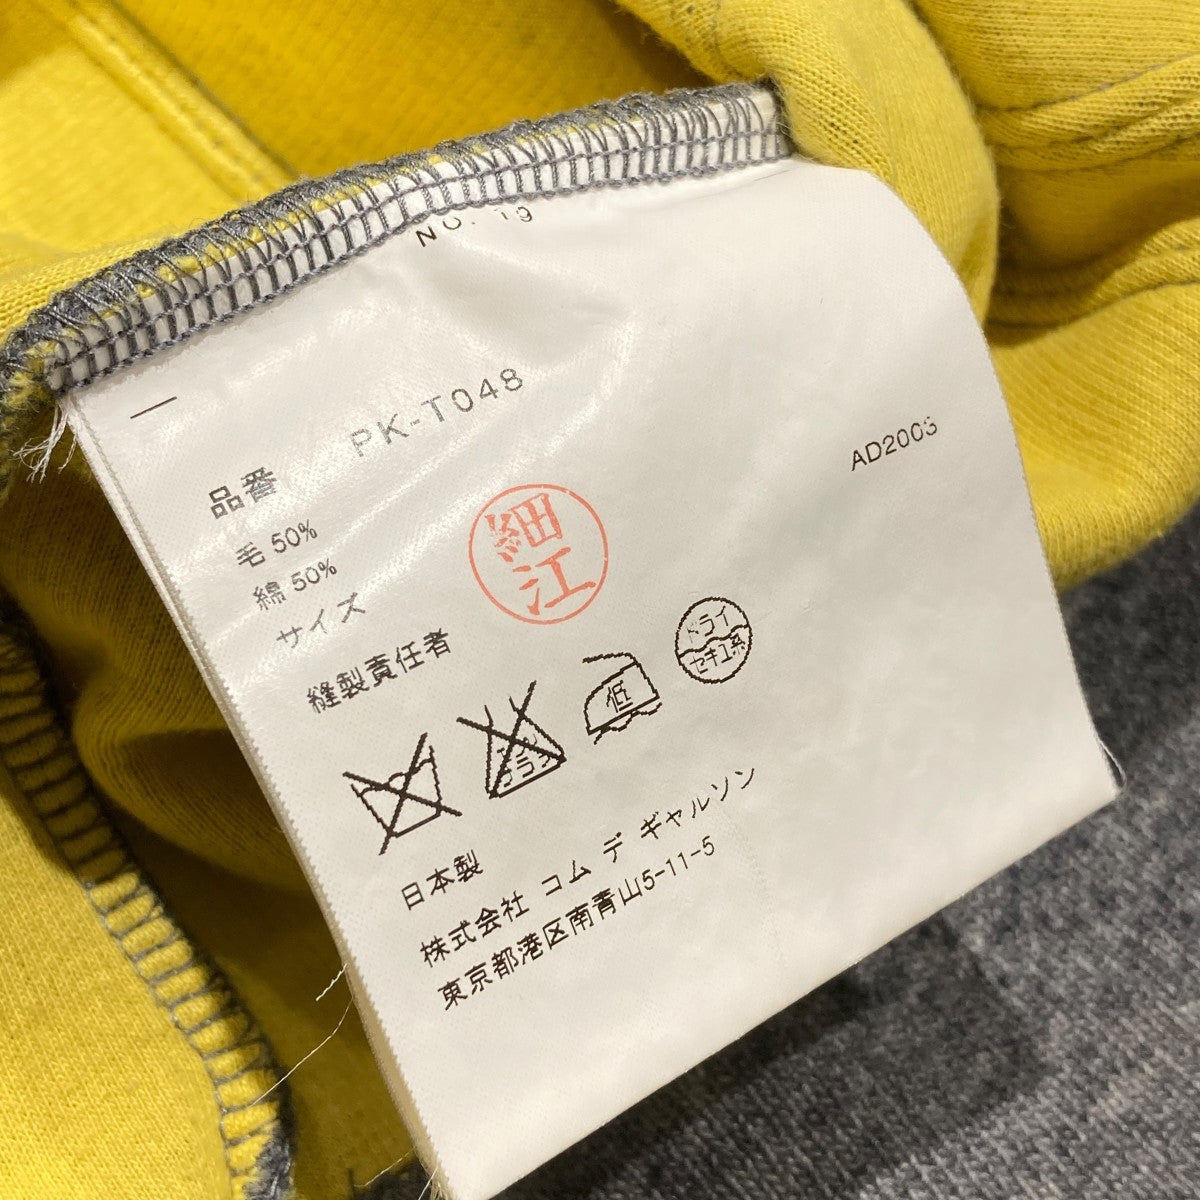 品番 PK-T048
毛 50%
綿 50%
サイズ
縫製責任者
細江
AD2003
低
ドライ
セキユ系
日本製
株式会社 コム デ ギャルソン
東京都港区南青山5-11-5